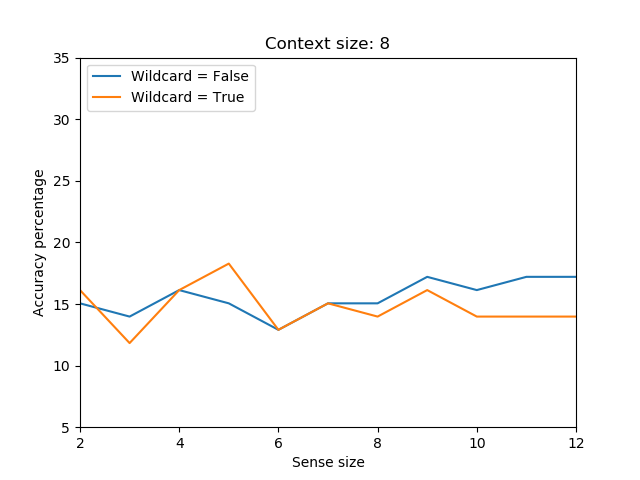 Context size: 8
Wildcard = False
Wildcard = True
Accuracy percentage
35
30
25
20
15
10
5
2 4 6 8 10 12
Sense size